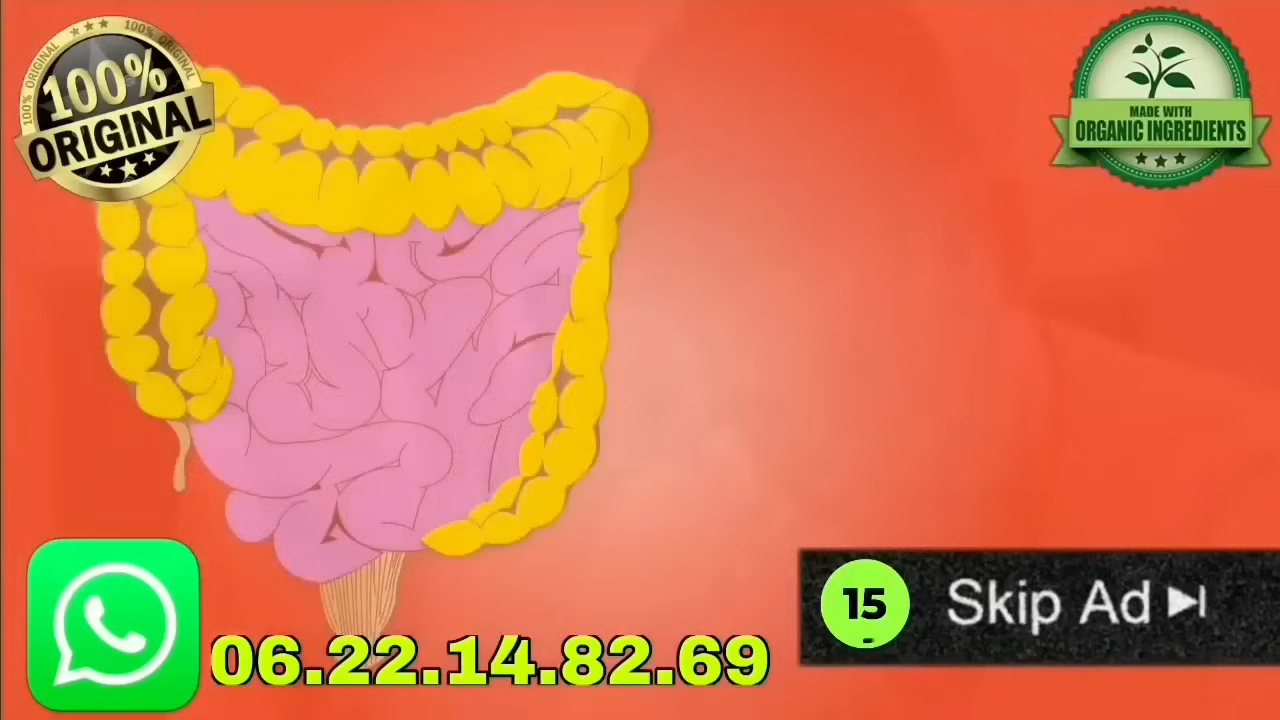 100% ORIGINAL
100% ORIGINAL
100%
ORIGINAL
MADE WITH
ORGANIC INGREDIENTS
15
Skip Ad
06.22.14.82.69